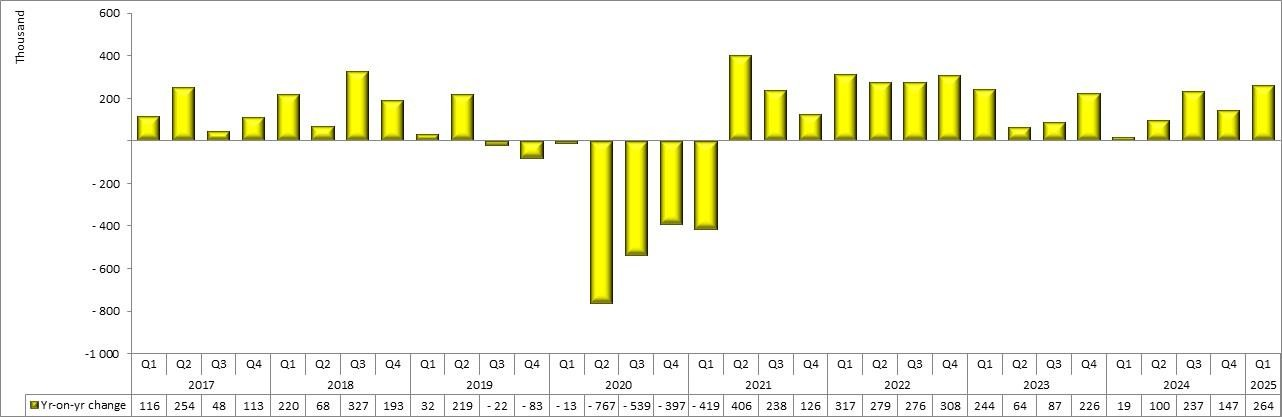 Thousand
600
400
200
- 200
- 400
- 600
- 800
-1 000
Q1 Q2 Q3 Q4 Q1 Q2 Q3 Q4 Q1 Q2 Q3 Q4 Q1 Q2 Q3 Q4 Q1 Q2 Q3 Q4 Q1 Q2 Q3 Q4 Q1 Q2 Q3 Q4 Q1 Q2 Q3 Q4 Q1
2017 2018 2019 2020 2021 2022 2023 2024 2025
Yr-on-yr change 116 254 48 113 220 68 327 193 32 219 - 22 - 83 - 13 - 767 - 539 - 397 - 419 406 238 126 317 279 276 308 244 64 87 226 19 100 237 147 264